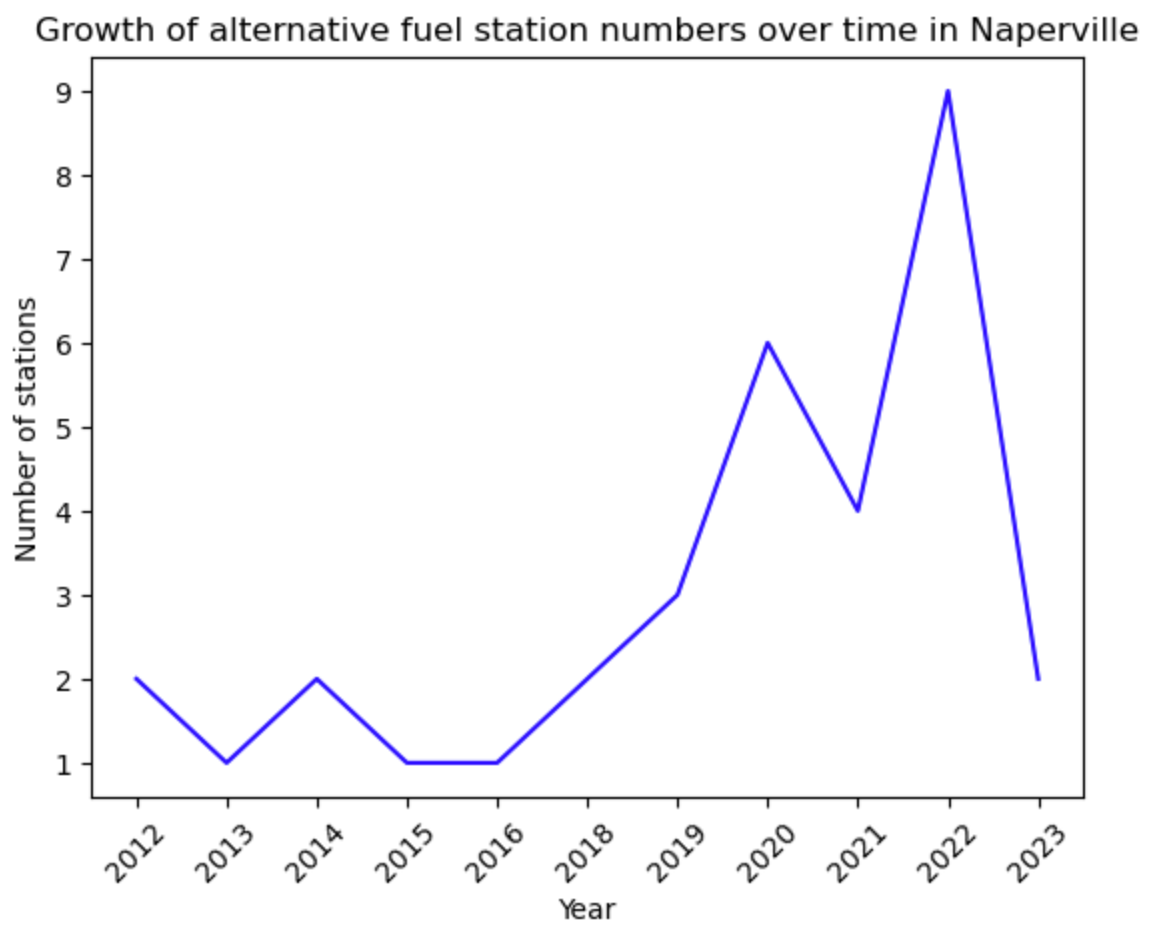 Growth of alternative fuel station numbers over time in Naperville
Number of stations
9
8
7
6
5
4
3
2
1
2012 2013 2014 2015 2016 2018 2019 2020 2021 2022 2023
Year